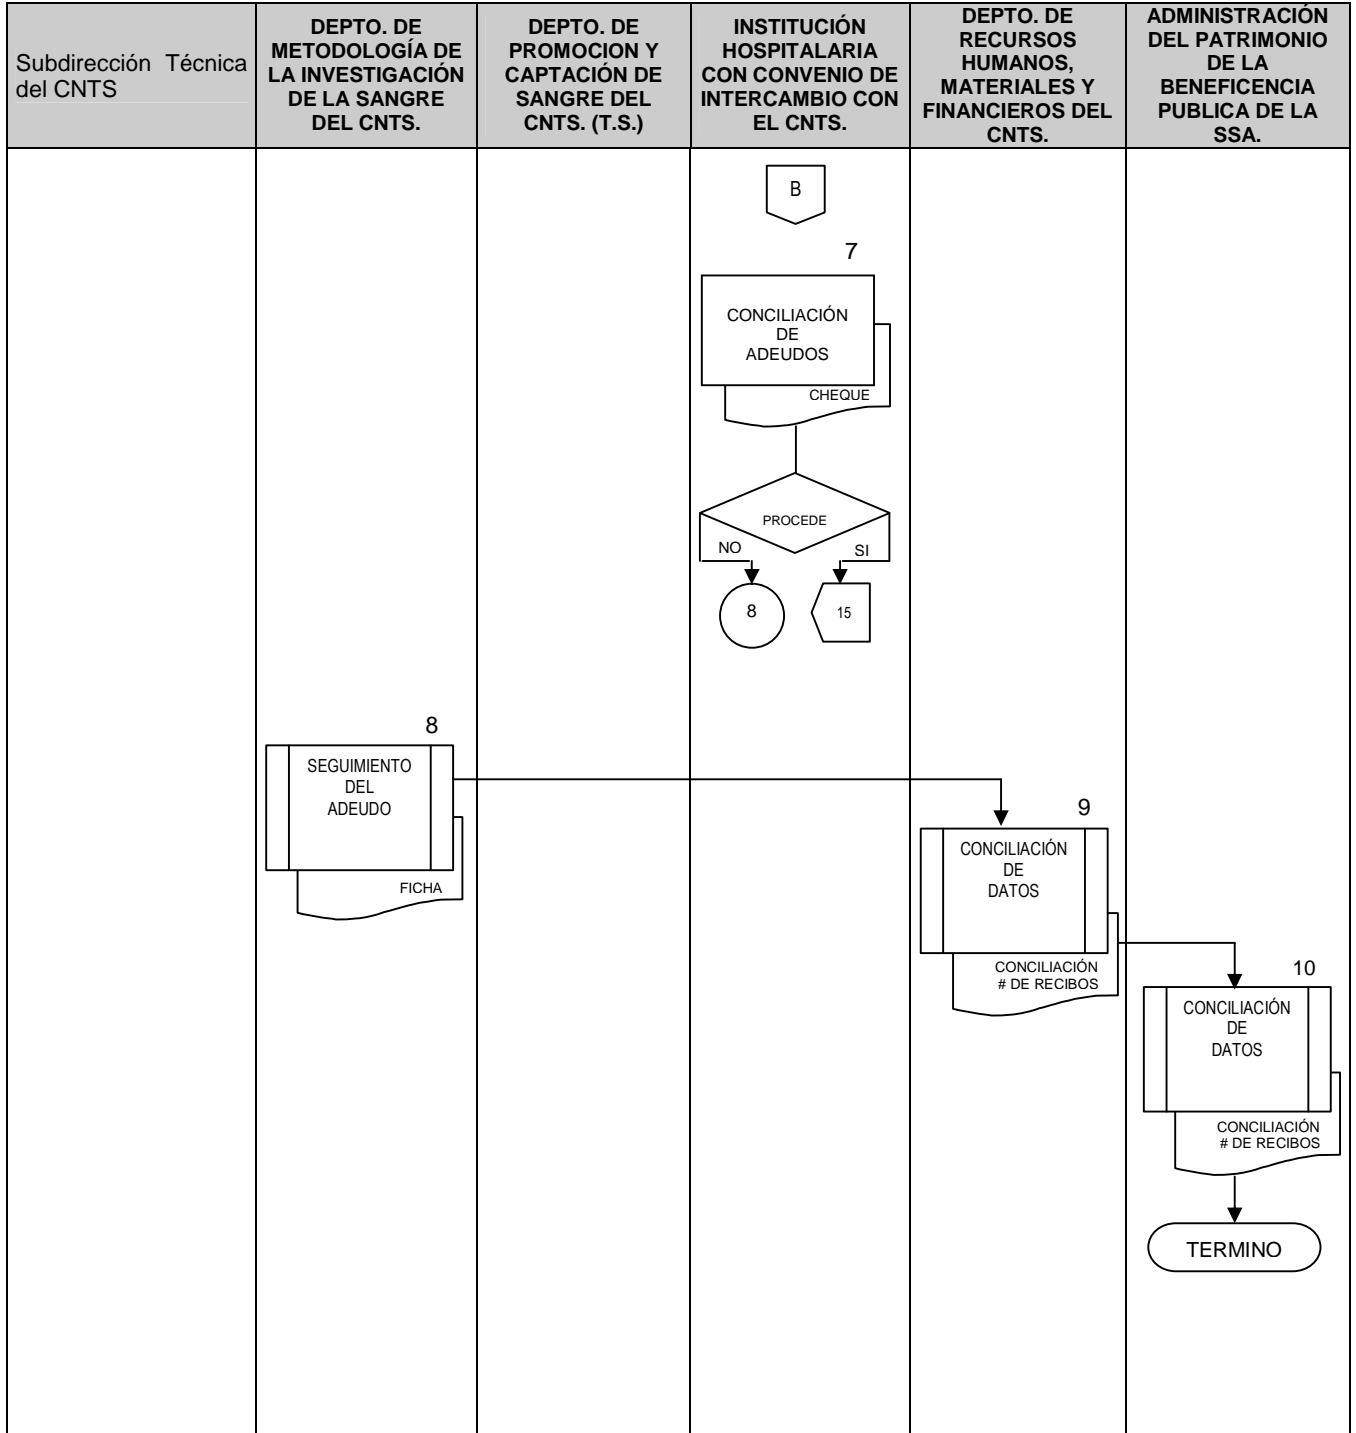 Subdirección Técnica
del CNTS
DEPTO. DE
METODOLOGÍA DE
LA INVESTIGACIÓN
DE LA SANGRE
DEL CNTS.
DEPTO. DE
PROMOCION Y
CAPTACIÓN DE
SANGRE DEL
CNTS. (T.S.)
INSTITUCIÓN
HOSPITALARIA
CON CONVENIO DE
INTERCAMBIO CON
EL CNTS.
DEPTO. DE
RECURSOS
HUMANOS,
MATERIALES Y
FINANCIEROS DEL
CNTS.
ADMINISTRACIÓN
DEL PATRIMONIO
DE LA
BENEFICENCIA
PUBLICA DE LA
SSA.
B
7
CONCILIACIÓN
DE
ADEUDOS
CHEQUE
PROCEDE
NO
SI
8
15
8
SEGUIMIENTO
DEL
ADEUDO
FICHA
9
CONCILIACIÓN
DE
DATOS
CONCILIACIÓN
# DE RECIBOS
10
CONCILIACIÓN
DE
DATOS
CONCILIACIÓN
# DE RECIBOS
TERMINO